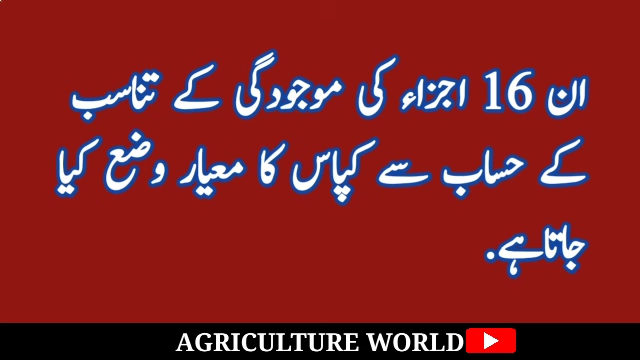 ان 16 اجزاء کی موجودگی کے تناسب
کے حساب سے کپاس کا معیار وضع کیا
جاتاہے.
AGRICULTURE WORLD